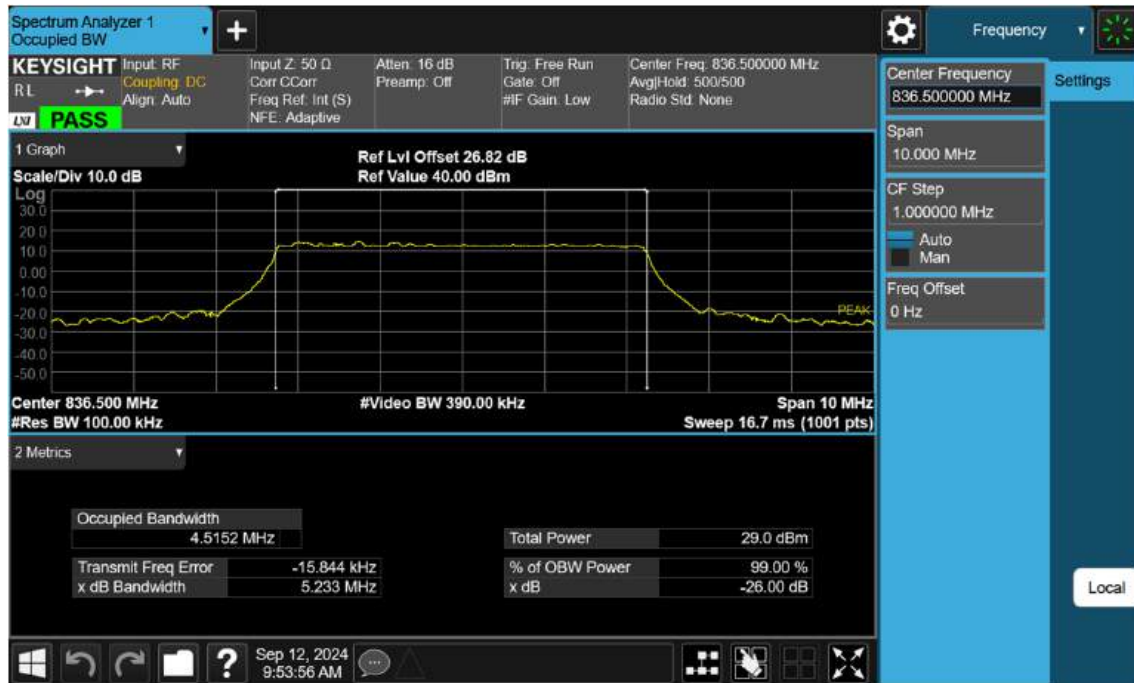 Spectrum Analyzer 1
Occupied BW
+
Frequency
KEYSIGHT
RL
LXI PASS
Input: RF
Coupling: DC
Align: Auto
Input Z: 50 Ω
Corr CCorr
Freq Ref: Int (S)
NFE: Adaptive
Atten: 16 dB
Preamp: Off
Trig: Free Run
Gate: Off
#IF Gain: Low
Center Freq: 836.500000 MHz
Avg|Hold: 500/500
Radio Std: None
Center Frequency
836.500000 MHz
Settings
Span
10.000 MHz
CF Step
1.000000 MHz
Auto
Man
Freq Offset
0 Hz
1 Graph
Scale/Div 10.0 dB
Ref Lvl Offset 26.82 dB
Ref Value 40.00 dBm
Log
30.0
20.0
10.0
0.00
-10.0
-20.0
-30.0
-40.0
-50.0
PEAK
Center 836.500 MHz
#Video BW 390.00 kHz
Span 10 MHz
#Res BW 100.00 kHz
Sweep 16.7 ms (1001 pts)
2 Metrics
Occupied Bandwidth
4.5152 MHz
Total Power 29.0 dBm
Transmit Freq Error -15.844 kHz
% of OBW Power 99.00 %
x dB Bandwidth 5.233 MHz
x dB -26.00 dB
Local
?
Sep 12, 2024
9:53:56 AM